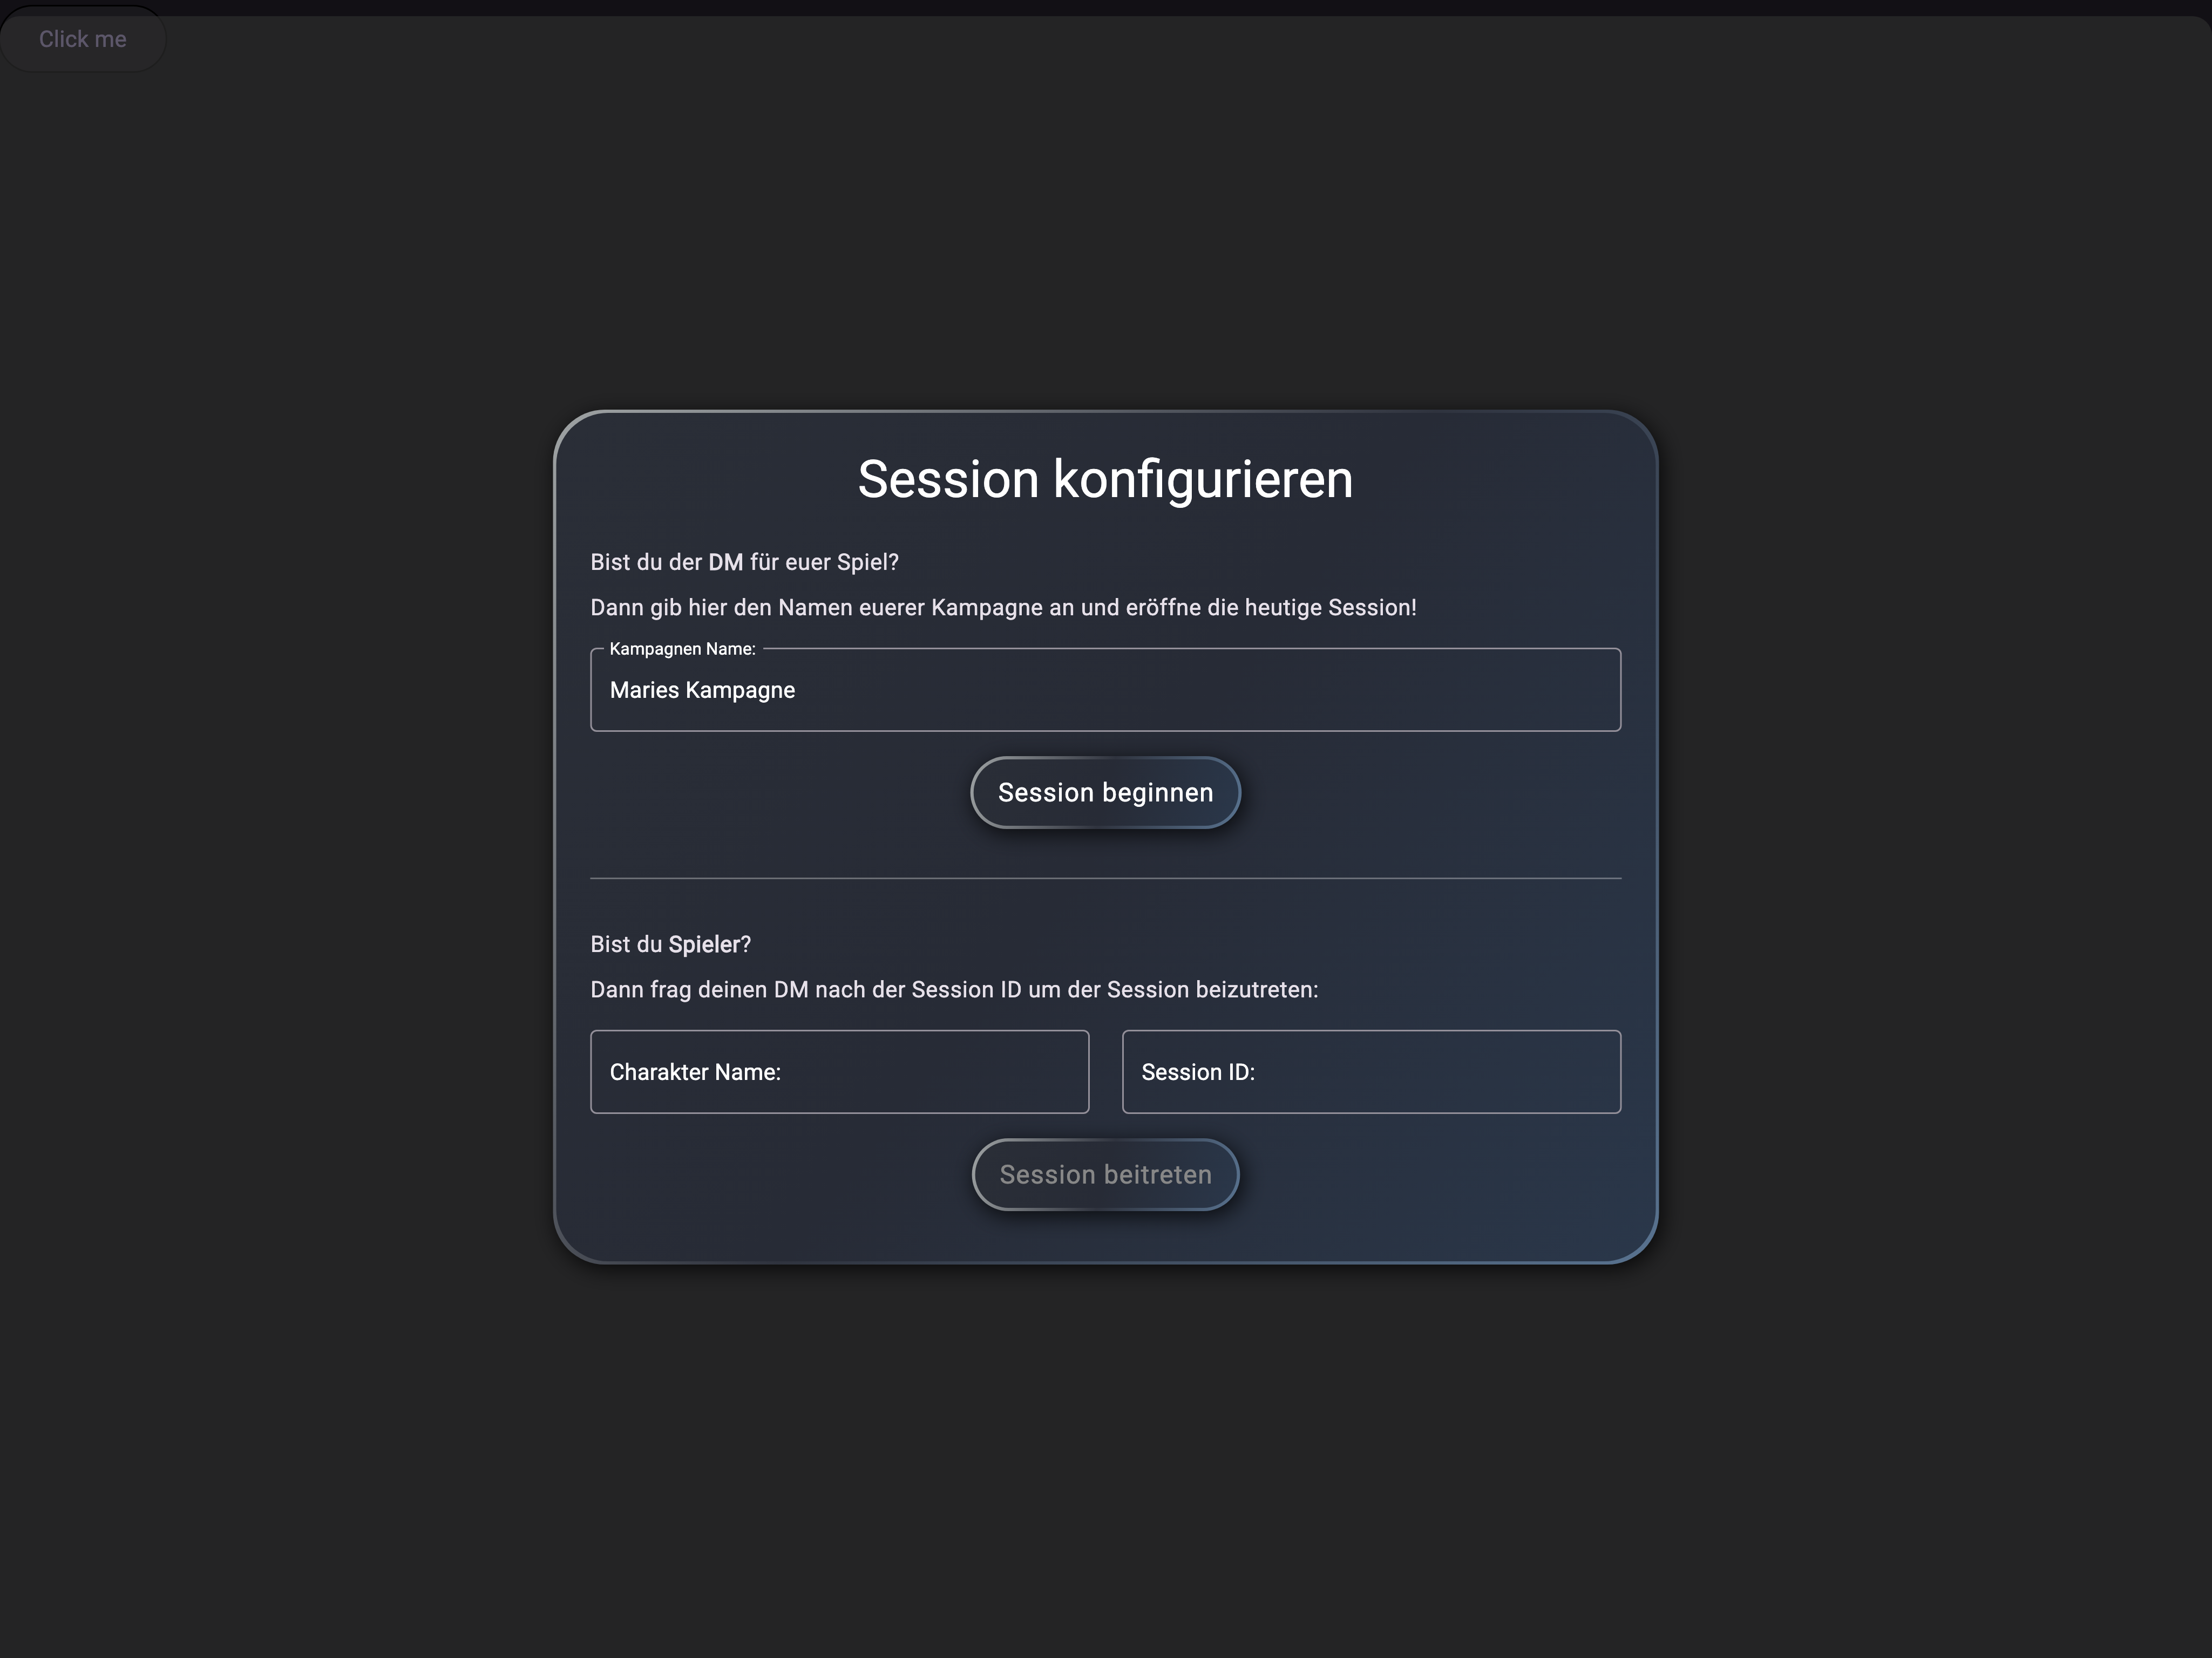 Click me
Session konfigurieren
Bist du der DM für euer Spiel?
Dann gib hier den Namen euerer Kampagne an und eröffne die heutige Session!
Kampagnen Name:
Maries Kampagne
Session beginnen
Bist du Spieler?
Dann frag deinen DM nach der Session ID um der Session beizutreten:
Charakter Name:
Session ID:
Session beitreten